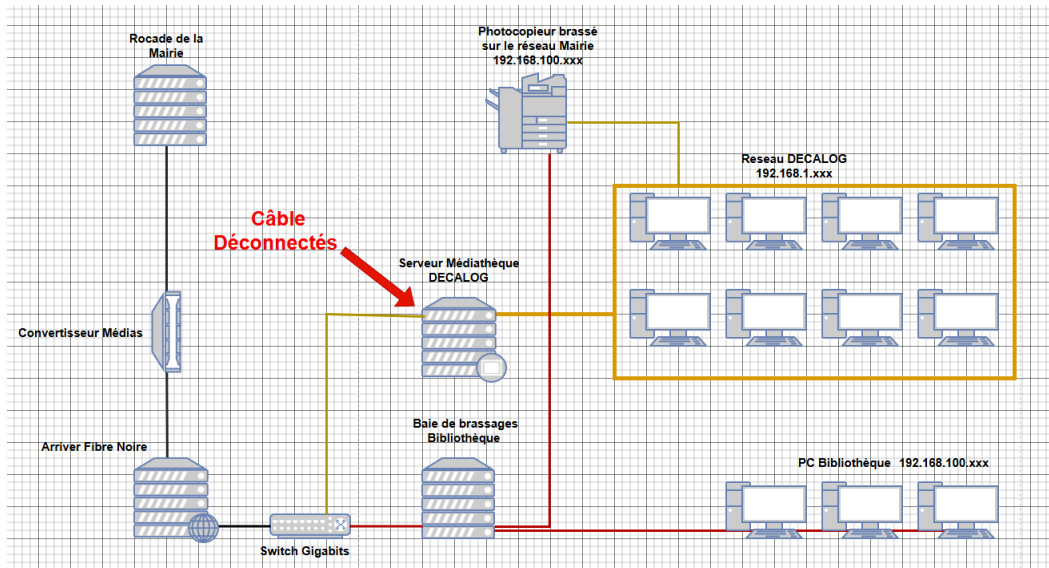 Rocade de la
Mairie
Photocopieur brassé
sur le réseau Mairie
192.168.100.xxx
Reseau DECALOG
192.168.1.xxx
Câble
Déconnectés
Serveur Médiathèque
DECALOG
Convertisseur Médias
Baie de brassages
Bibliothèque
Arriver Fibre Noire
PC Bibliothèque 192.168.100.xxx
Switch Gigabits